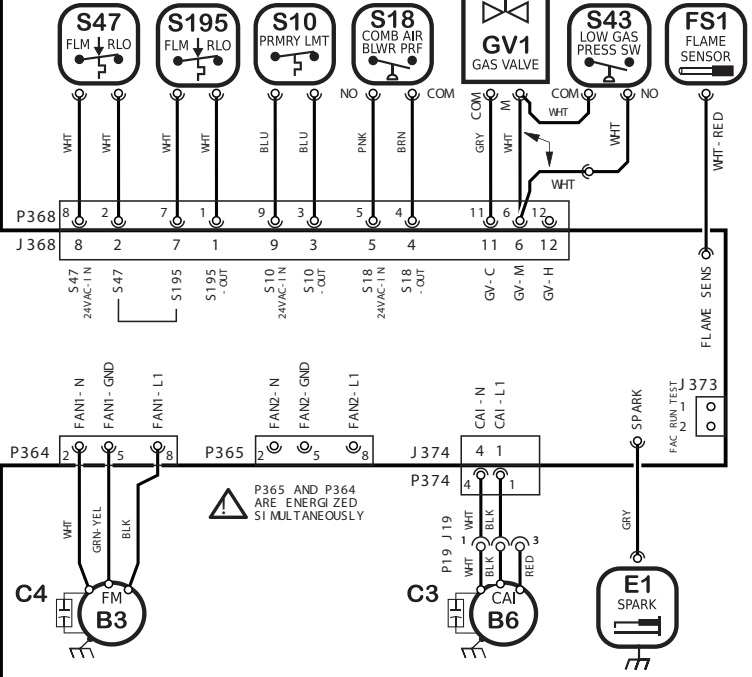 S47
FLM RLO
S195
FLM RLO
S10
PRMRY LMT
S18
COMB AIR
BLWR PRF
GV1
GAS VALVE
S43
LOW GAS
PRESS SW
FS1
FLAME
SENSOR
NO
COM
COM
M
COM
NO
WHT
WHT
WHT
WHT
WHT
BLU
BLU
PNK
BRN
GRY
WHT
WHT
WHT
WHT-RED
P368
8 2 7 1 9 3 5 4 11 6 12
J368
8 2 7 1 9 3 5 4 11 6 12
S47
24VAC-IN
S47
S195
S195
-OUT
S10
24VAC-IN
S10
-OUT
S18
24VAC-IN
S18
-OUT
GV-C
GV-M
GV-H
FLAME SENS
FAN1-N
FAN1-GND
FAN1-L1
FAN2-N
FAN2-GND
FAN2-L1
CAI-N
CAI-L1
SPARK
FAC RUN TEST
J373
1
2
P364
2 5 8
P365
2 5 8
J374
4 1
P374
4 1
P365 AND P364
ARE ENERGIZED
SIMULTANEOUSLY
WHT
GRN-YEL
BLK
WHT
BLK
P19 J19
1 3
WHT
BLK
RED
GRY
C4
FM
B3
C3
CAI
B6
E1
SPARK